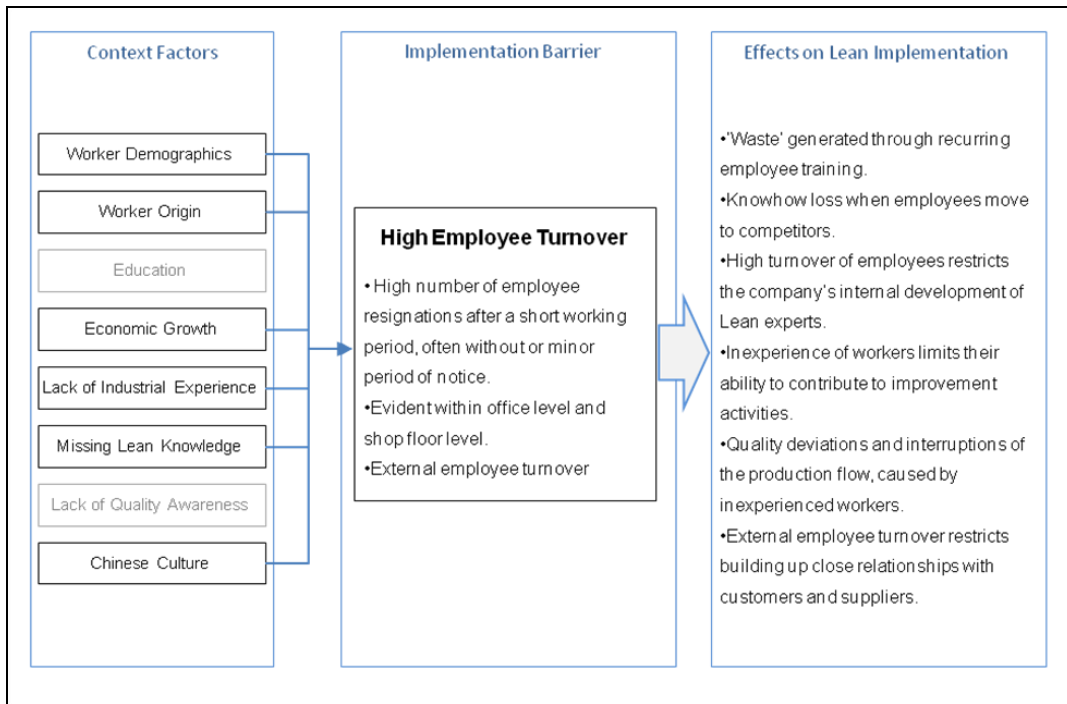 Context Factors
Worker Demographics
Worker Origin
Education
Economic Growth
Lack of Industrial Experience
Missing Lean Knowledge
Lack of Quality Awareness
Chinese Culture
Implementation Barrier
High Employee Turnover
•High number of employee
resignations after a short working
period, often without or minor
period of notice.
•Evident within office level and
shop floor level.
•External employee turnover
Effects on Lean Implementation
•'Waste' generated through recurring
employee training.
•Knowhow loss when employees move
to competitors.
•High turnover of employees restricts
the company's internal development of
Lean experts.
•Inexperience of workers limits their
ability to contribute to improvement
activities.
•Quality deviations and interruptions of
the production flow, caused by
inexperienced workers.
•External employee turnover restricts
building up close relationships with
customers and suppliers.